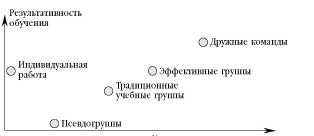 Результативность
обучения
Дружные команды
Индивидуальная
работа
Эффективные группы
Традиционные
учебные группы
Псевдогруппы